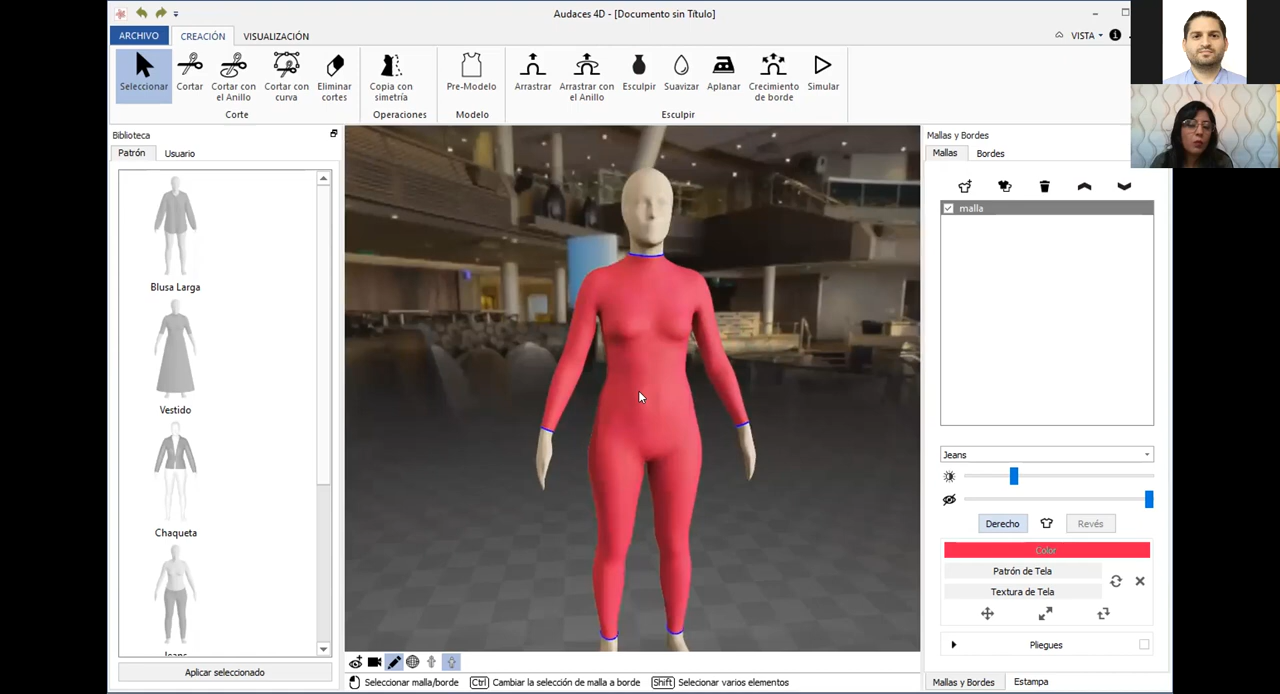 Audaces 4D - [Documento sin Título]
ARCHIVO CREACIÓN VISUALIZACIÓN VISTA
Seleccionar
Cortar
Cortar con el Anillo
Cortar con curva
Eliminar cortes
Corte
Copia con simetría
Operaciones
Pre-Modelo
Modelo
Arrastrar
Arrastrar con el Anillo
Esculpir
Suavizar
Aplanar
Crecimiento de borde
Simular
Esculpir
Biblioteca
Patrón Usuario
Blusa Larga
Vestido
Chaqueta
Jeans
Aplicar seleccionado
Mallas y Bordes
Mallas Bordes
malla
Jeans
Derecho Revés
Color
Patrón de Tela
Textura de Tela
Pliegues
Mallas y Bordes Estampa
Seleccionar malla/borde Ctrl Cambiar la selección de malla a borde Shift Selecionar varios elementos